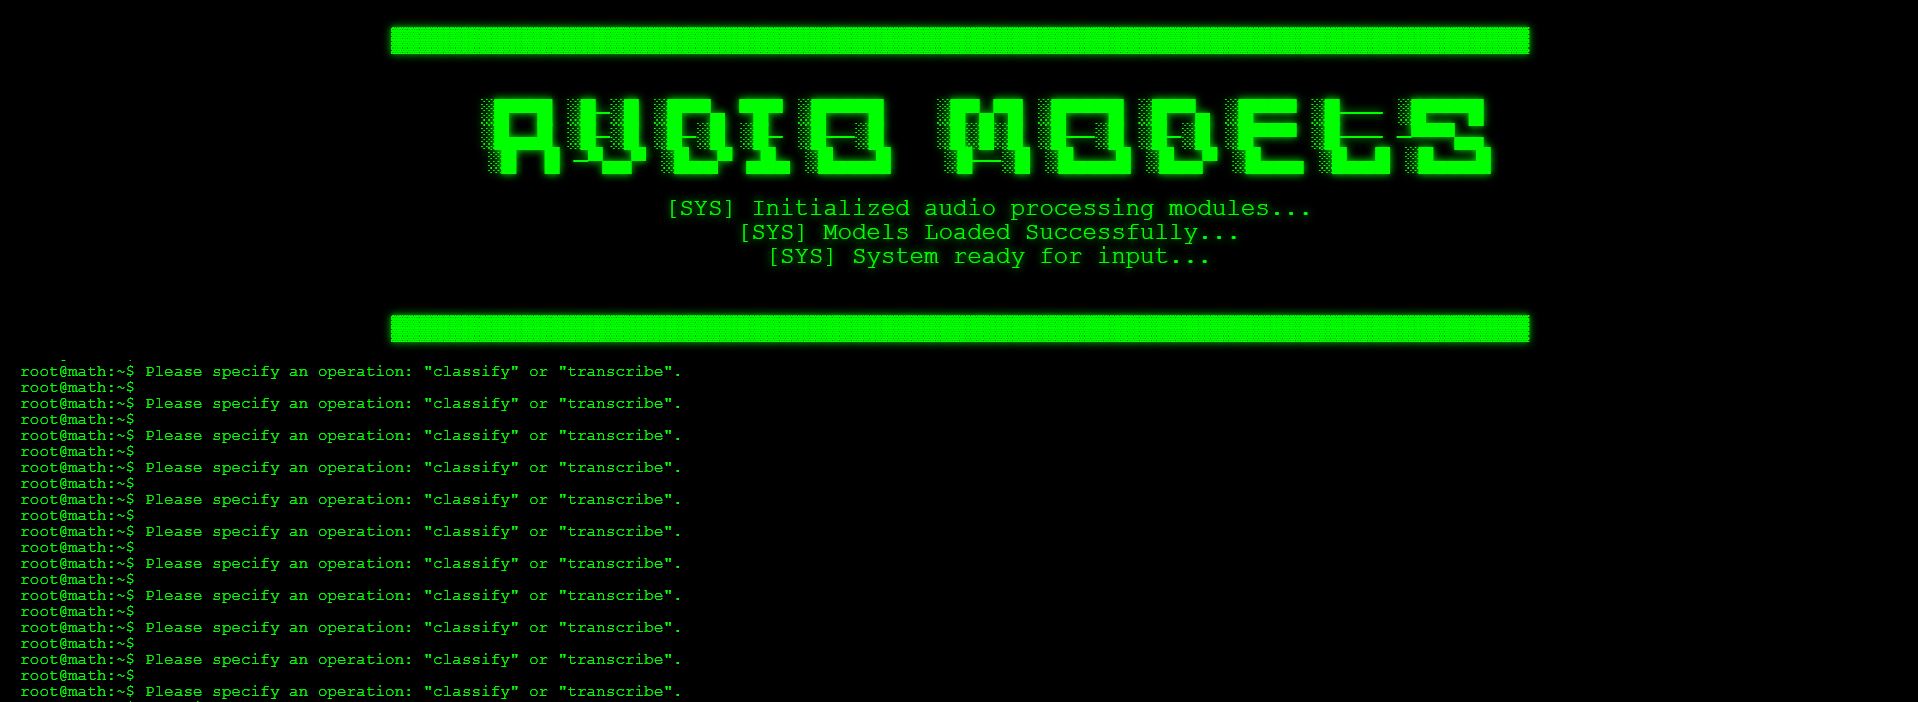 AUDIO MODELS
[SYS] Initialized audio processing modules...
[SYS] Models Loaded Successfully...
[SYS] System ready for input...
root@math:~$ Please specify an operation: "classify" or "transcribe".
root@math:~$
root@math:~$ Please specify an operation: "classify" or "transcribe".
root@math:~$
root@math:~$ Please specify an operation: "classify" or "transcribe".
root@math:~$
root@math:~$ Please specify an operation: "classify" or "transcribe".
root@math:~$
root@math:~$ Please specify an operation: "classify" or "transcribe".
root@math:~$
root@math:~$ Please specify an operation: "classify" or "transcribe".
root@math:~$
root@math:~$ Please specify an operation: "classify" or "transcribe".
root@math:~$
root@math:~$ Please specify an operation: "classify" or "transcribe".
root@math:~$
root@math:~$ Please specify an operation: "classify" or "transcribe".
root@math:~$
root@math:~$ Please specify an operation: "classify" or "transcribe".
root@math:~$
root@math:~$ Please specify an operation: "classify" or "transcribe".